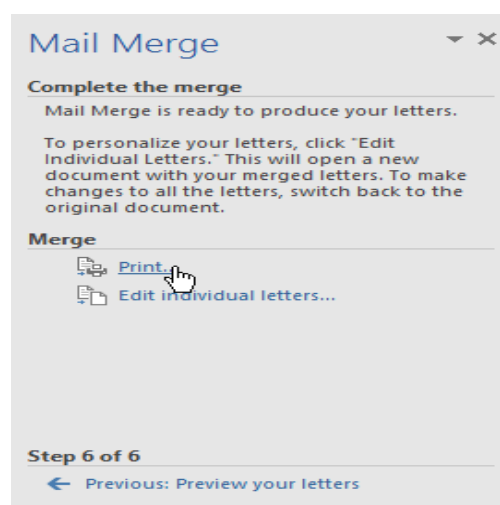 Mail Merge
Complete the merge
Mail Merge is ready to produce your letters.
To personalize your letters, click "Edit
Individual Letters." This will open a new
document with your merged letters. To make
changes to all the letters, switch back to the
original document.
Merge
Print...
Edit individual letters...
Step 6 of 6
Previous: Preview your letters